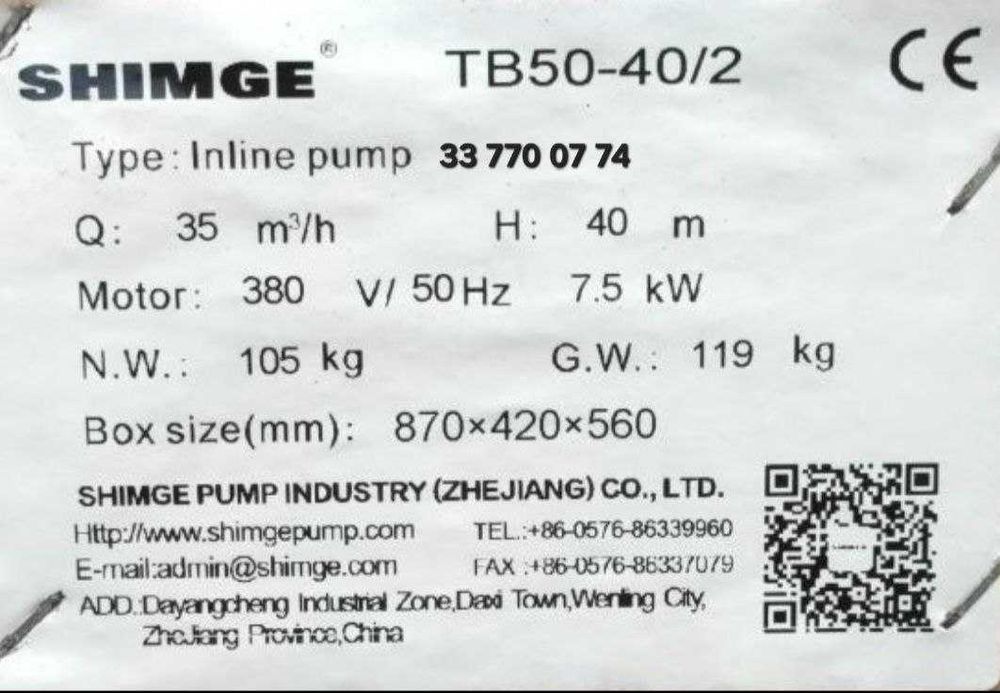 SHIMGE® TB50-40/2 CE
Type: Inline pump 33 770 07 74
Q: 35 m³/h H: 40 m
Motor: 380 V/ 50 Hz 7.5 kW
N.W.: 105 kg G.W.: 119 kg
Box size(mm): 870×420×560
SHIMGE PUMP INDUSTRY (ZHEJIANG) CO., LTD.
Http://www.shimgepump.com TEL.:+86-0576-86339960
E-mail:admin@shimge.com FAX :+86-0576-86337079
ADD.:Dayangcheng Industrial Zone,Daxi Town,Wenling City,
ZheJiang Province,China